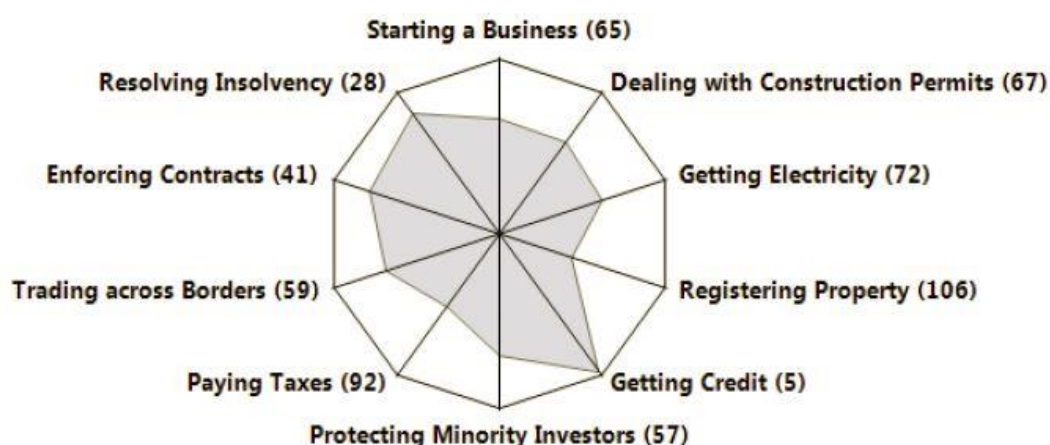 Starting a Business (65)
Resolving Insolvency (28)
Dealing with Construction Permits (67)
Enforcing Contracts (41)
Getting Electricity (72)
Trading across Borders (59)
Registering Property (106)
Paying Taxes (92)
Getting Credit (5)
Protecting Minority Investors (57)